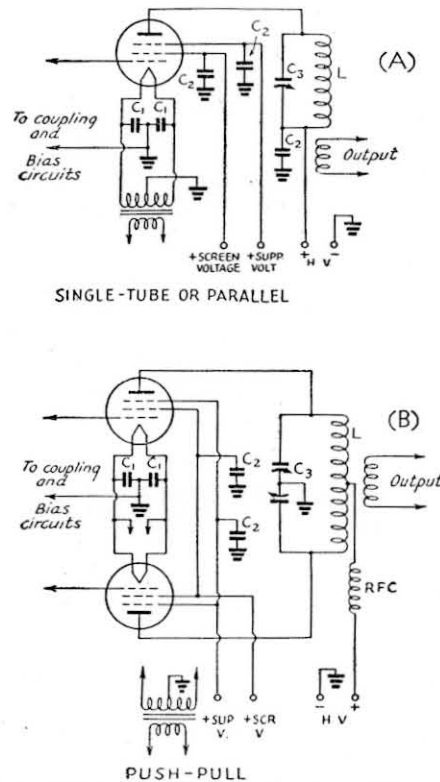 C2
(A)
C3
L
C2
C1 C1
To coupling
and
Bias
circuits
C2
Output
+SCREEN
VOLTAGE
+SUPP.
VOLT
+ H V -
SINGLE-TUBE OR PARALLEL
(B)
L
C1 C1
C2
C3
To coupling
and
Bias
circuits
Output
C2
RFC
+SUP
V.
+SCR
V
- H V +
PUSH-PULL